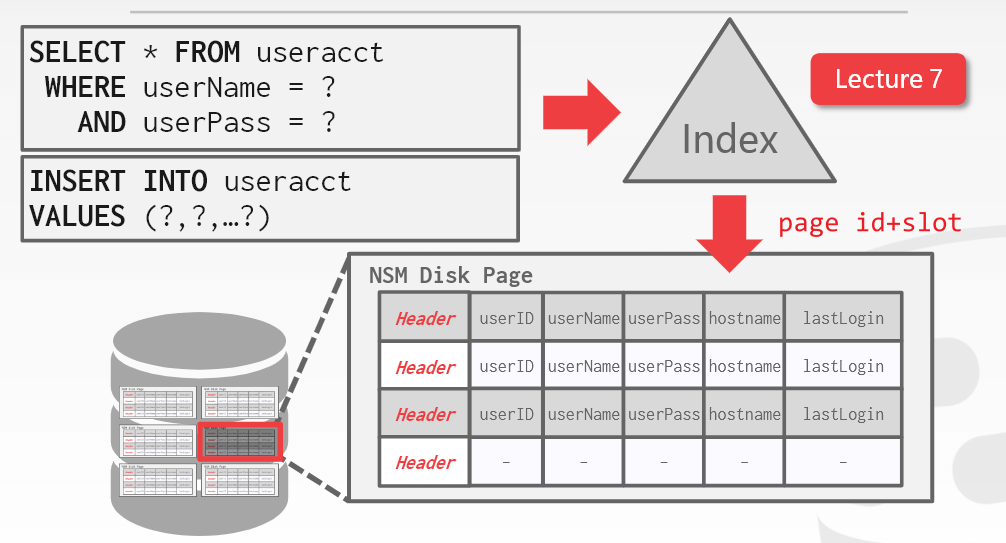 SELECT * FROM useracct
WHERE userName = ?
AND userPass = ?
INSERT INTO useracct
VALUES (?,?,…?)
Index
Lecture 7
page id+slot
NSM Disk Page
Header userID userName userPass hostname lastLogin
Header userID userName userPass hostname lastLogin
Header userID userName userPass hostname lastLogin
Header - - - - -